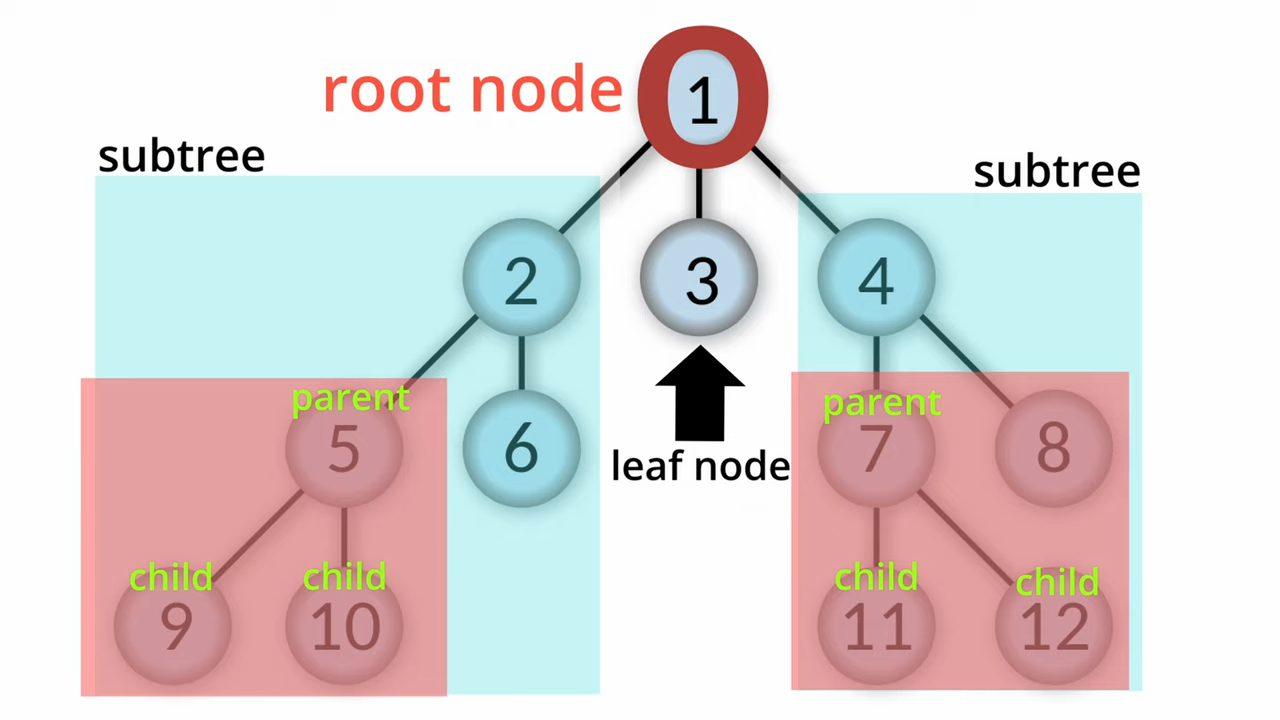 root node
1
subtree
subtree
2
3
4
parent
parent
5
6
leaf node
7
8
child
child
child
child
9
10
11
12